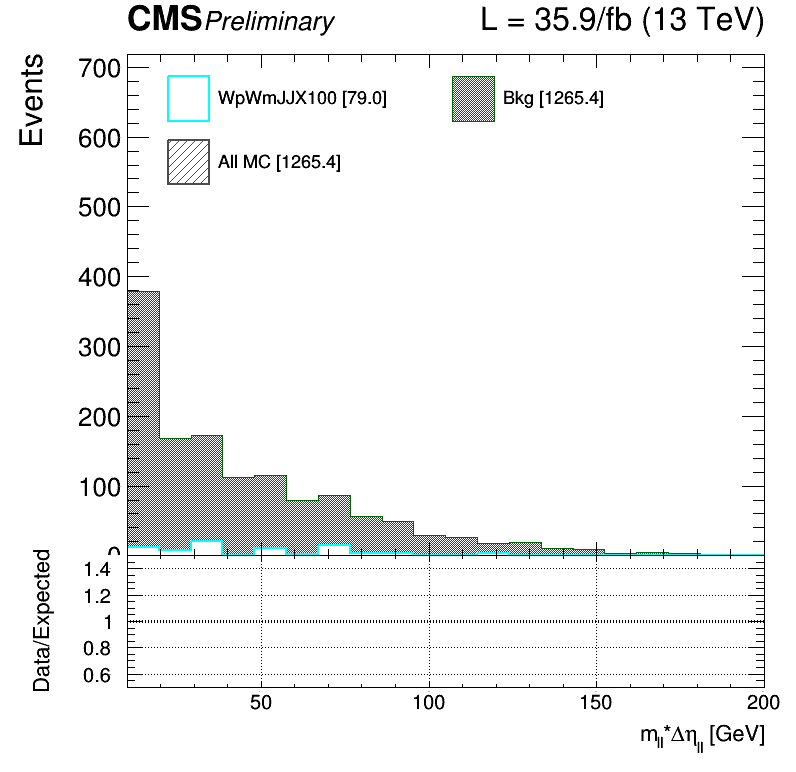 CMS Preliminary L = 35.9/fb (13 TeV)
Events
700
WpWmJJX100 [79.0] Bkg [1265.4]
600
All MC [1265.4]
500
400
300
200
100
0
Data/Expected
1.4
1.2
1
0.8
0.6
50 100 150 200
m_ll*Δη_ll [GeV]